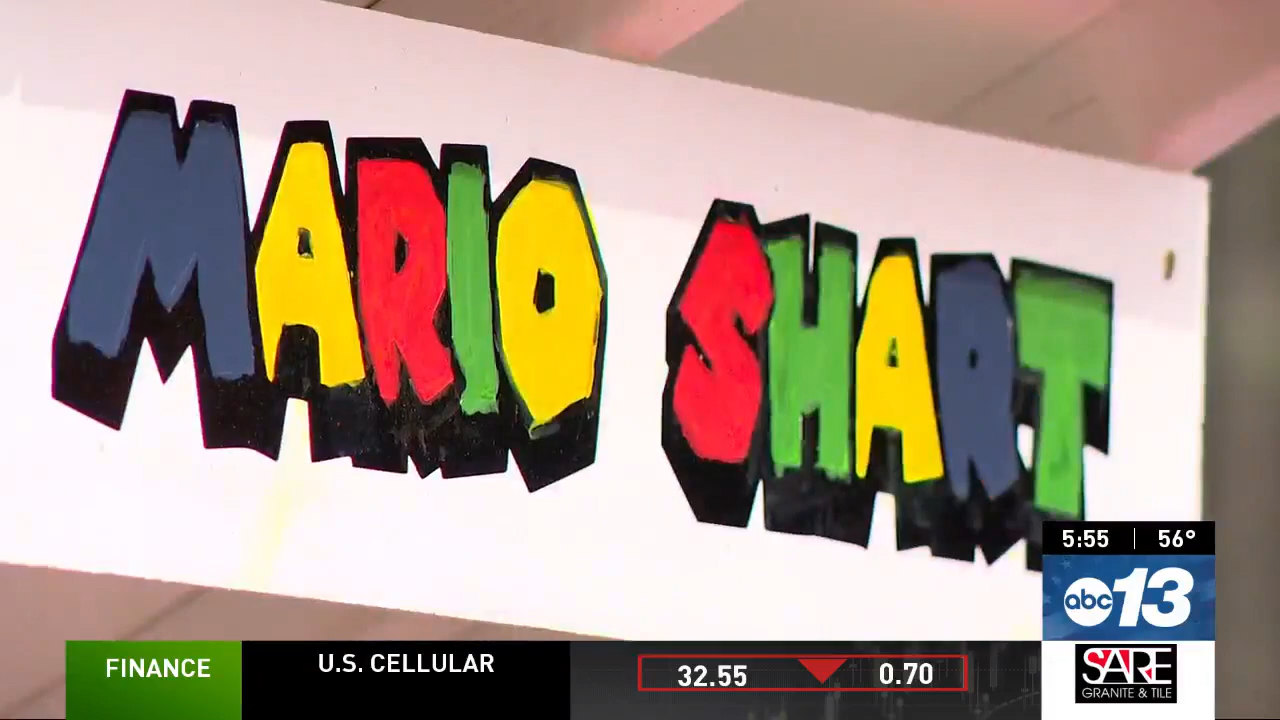 MARIO SHART
5:55 | 56°
abc 13
FINANCE
U.S. CELLULAR
32.55 0.70
SARE
GRANITE & TILE